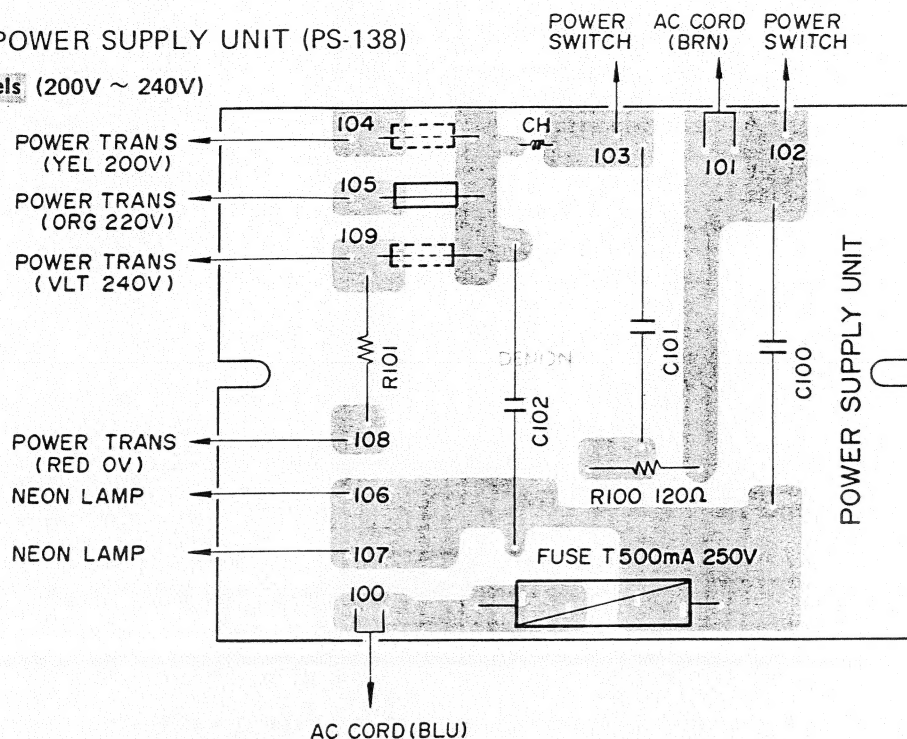 POWER SUPPLY UNIT (PS-138)
els (200V ~ 240V)
POWER SWITCH
AC CORD (BRN)
POWER SWITCH
POWER TRANS (YEL 200V)
104
CH
103
101
102
POWER TRANS (ORG 220V)
105
POWER TRANS (VLT 240V)
109
R101
DENON
C102
C101
C100
POWER SUPPLY UNIT
POWER TRANS (RED 0V)
108
R100 120Ω
NEON LAMP
106
NEON LAMP
107
FUSE T 500mA 250V
100
AC CORD (BLU)